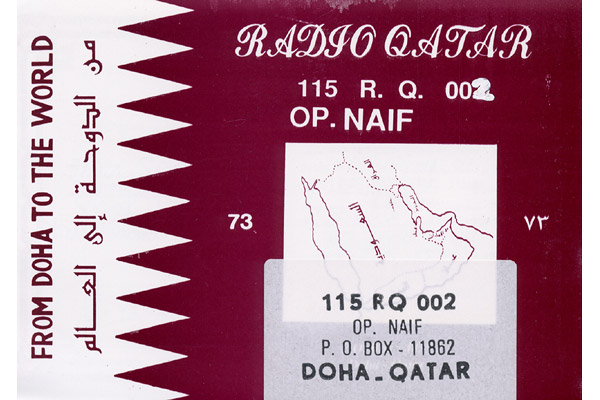 FROM DOHA TO THE WORLD
من الدوحة إلى العالم
RADIO QATAR
115 R. Q. 002
OP. NAIF
73
٧٣
115 RQ 002
OP. NAIF
P. O. BOX - 11862
DOHA - QATAR